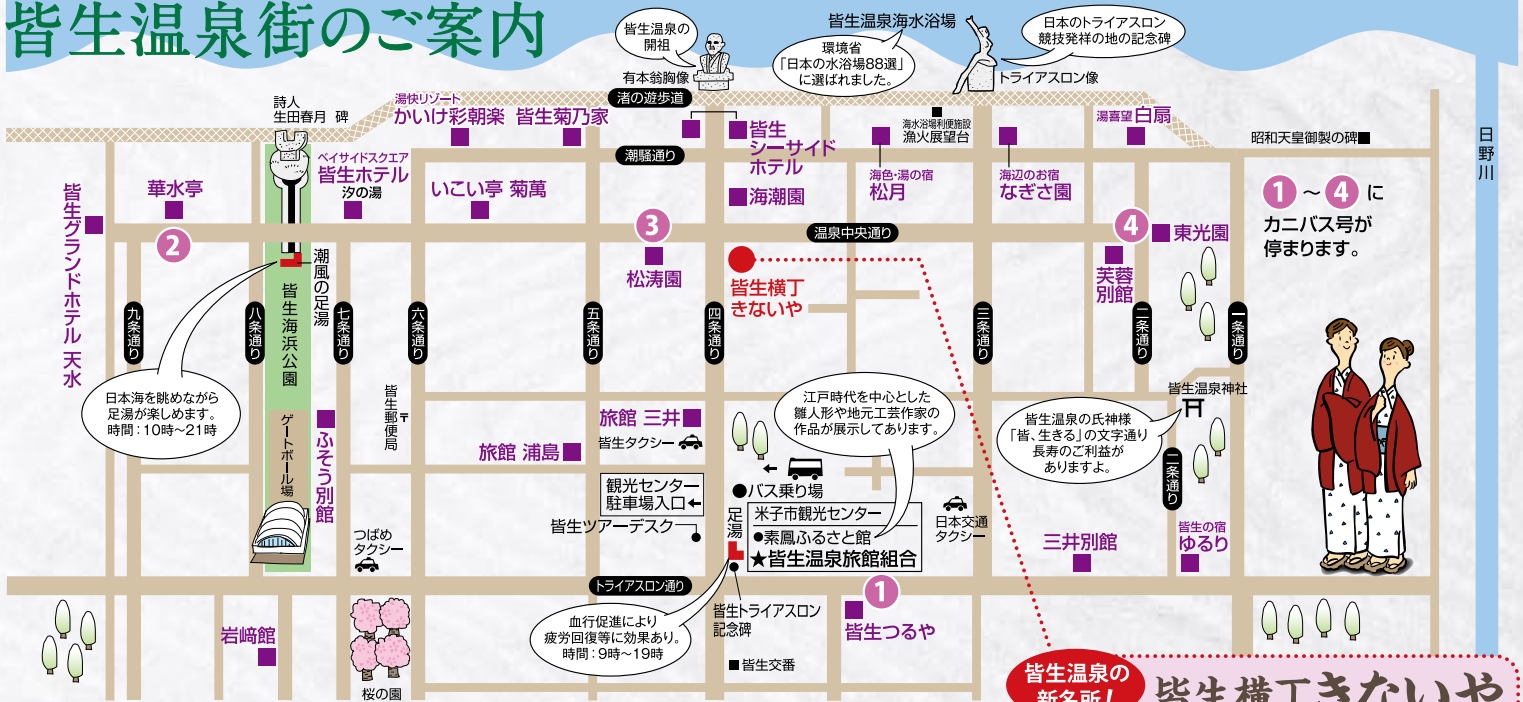 皆生温泉街のご案内
皆生温泉の
開祖
有本翁胸像
皆生温泉海水浴場
環境省
「日本の水浴場88選」
に選ばれました。
日本のトライアスロン
競技発祥の地の記念碑
トライアスロン像
渚の遊歩道
詩人
生田春月 碑
湯快リゾート
かいけ彩朝楽
皆生菊乃家
皆生
シーサイド
ホテル
海水浴場利便施設
漁火展望台
湯喜望 白扇
昭和天皇御製の碑
日野川
潮騒通り
ベイサイドスクエア
皆生ホテル
汐の湯
いこい亭 菊萬
海潮園
海色・湯の宿
松月
海辺のお宿
なぎさ園
皆生グランドホテル 天水
華水亭
2
3
温泉中央通り
4
東光園
1 ~ 4 に
カニバス号が
停まります。
潮風の足湯
松涛園
皆生横丁
きないや
芙蓉
別館
皆生海浜公園
九条通り
八条通り
七条通り
六条通り
五条通り
四条通り
三条通り
二条通り
一条通り
日本海を眺めながら
足湯が楽しめます。
時間:10時~21時
皆生郵便局
〒
江戸時代を中心とした
雛人形や地元工芸作家の
作品が展示してあります。
皆生温泉神社
皆生温泉の氏神様
「皆、生きる」の文字通り
長寿のご利益が
ありますよ。
二条通り
ゲートボール場
ふそう別館
旅館 三井
皆生タクシー
旅館 浦島
観光センター
駐車場入口←
←
バス乗り場
皆生ツアーデスク
足湯
米子市観光センター
●素鳳ふるさと館
★皆生温泉旅館組合
日本交通
タクシー
つばめ
タクシー
三井別館
皆生の宿
ゆるり
トライアスロン通り
1
血行促進により
疲労回復等に効果あり。
時間:9時~19時
皆生トライアスロン
記念碑
皆生つるや
岩﨑館
皆生交番
桜の園
皆生温泉の
新名所!
皆生横丁きないや